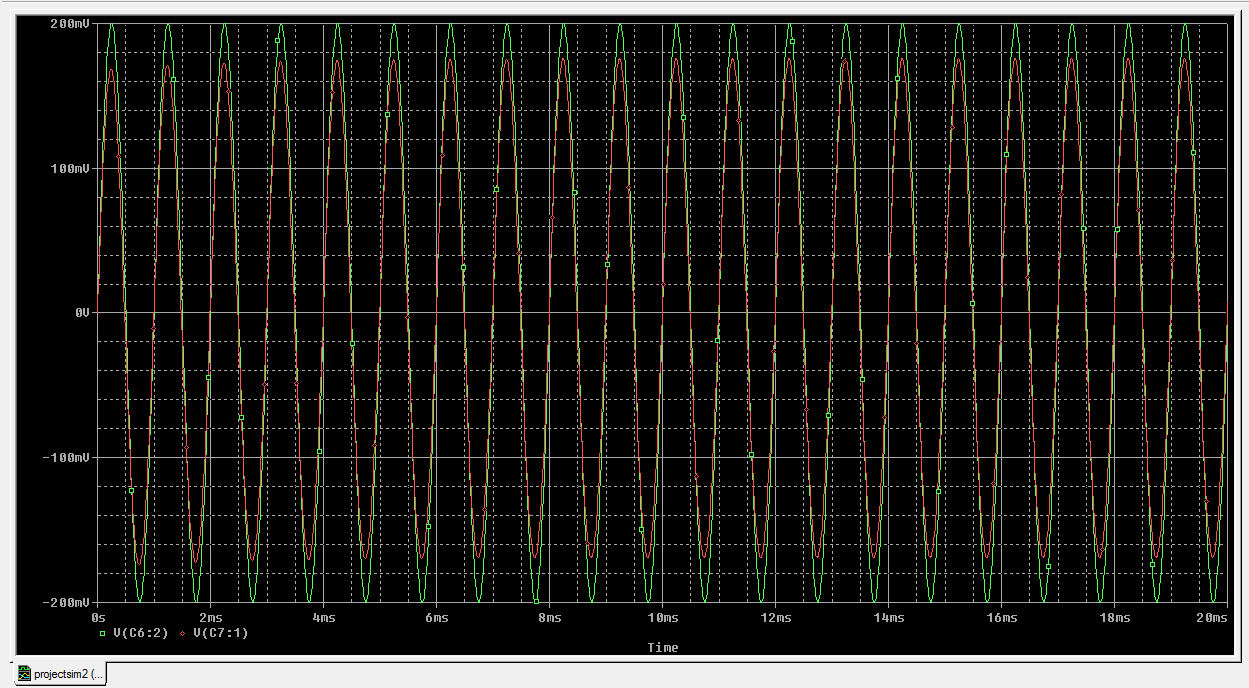 200mV
100mV
0V
-100mV
-200mV
0s 2ms 4ms 6ms 8ms 10ms 12ms 14ms 16ms 18ms 20ms
V(C6:2) V(C7:1)
Time
projectsim2 (...